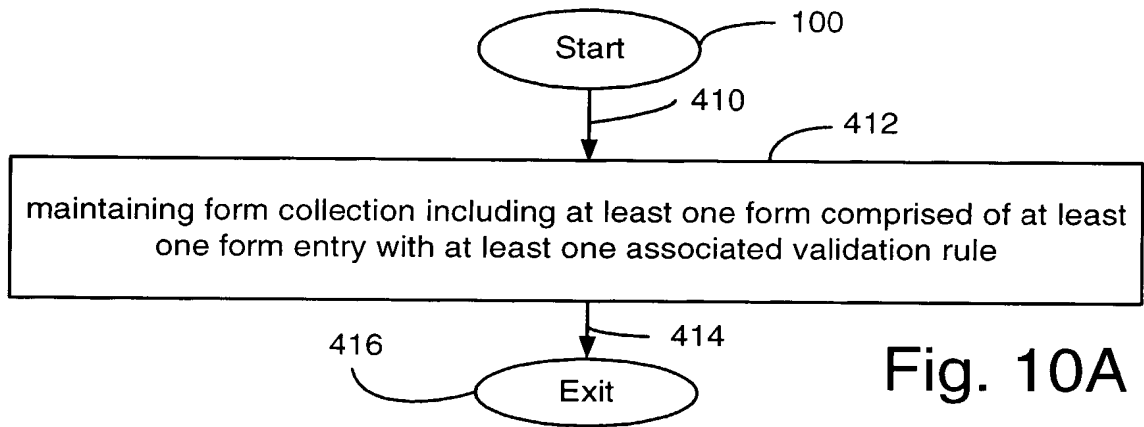 100
Start
410
412
maintaining form collection including at least one form comprised of at least
one form entry with at least one associated validation rule
416
414
Exit
Fig. 10A